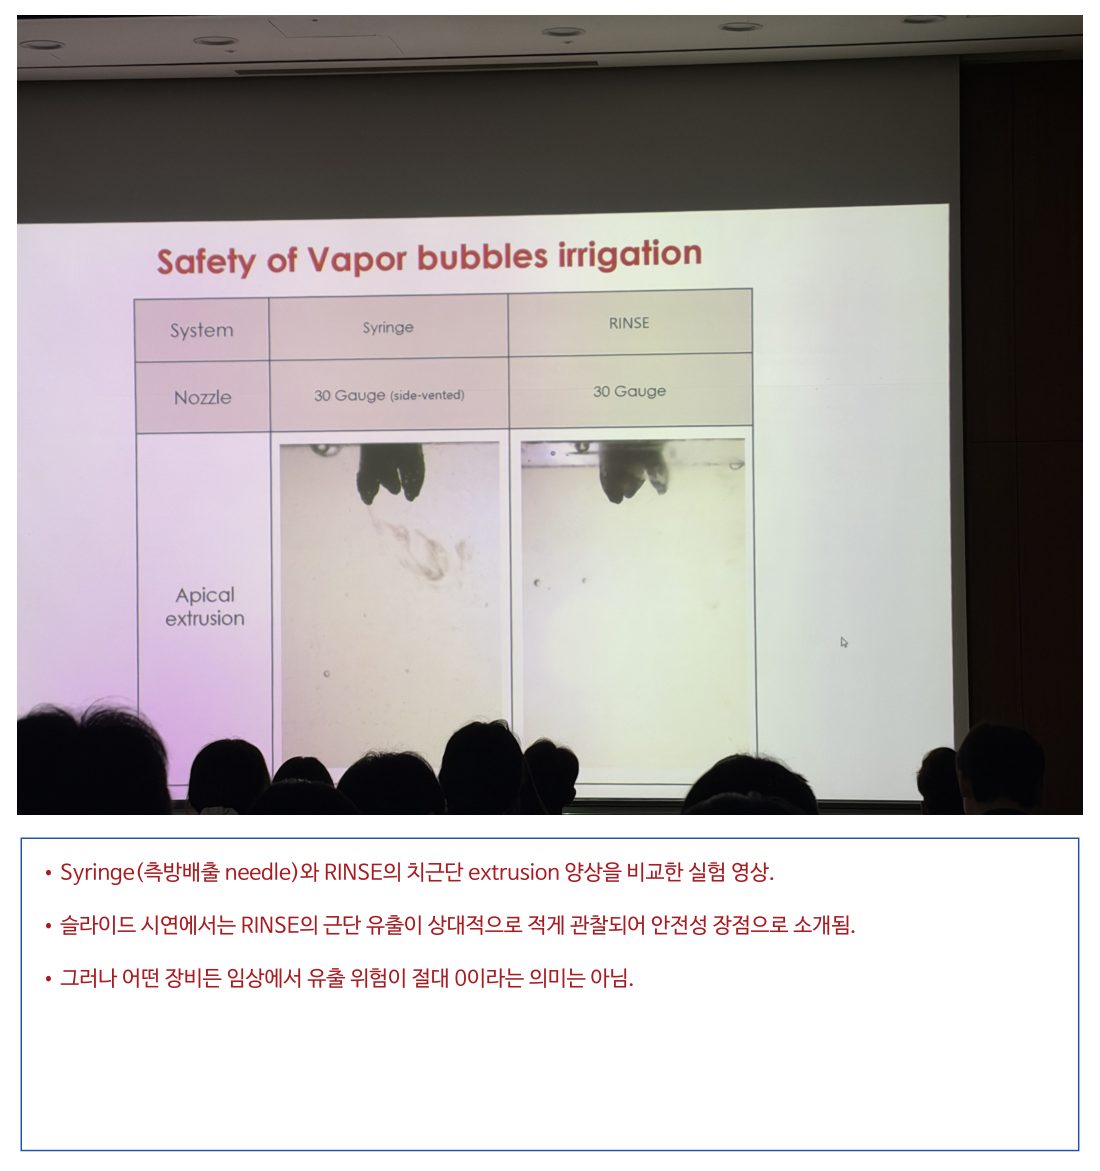 Safety of Vapor bubbles irrigation
System
Syringe
RINSE
Nozzle
30 Gauge (side-vented)
30 Gauge
Apical
extrusion
• Syringe(측방배출 needle)와 RINSE의 치근단 extrusion 양상을 비교한 실험 영상.
• 슬라이드 시연에서는 RINSE의 근단 유출이 상대적으로 적게 관찰되어 안전성 장점으로 소개됨.
• 그러나 어떤 장비든 임상에서 유출 위험이 절대 0이라는 의미는 아님.